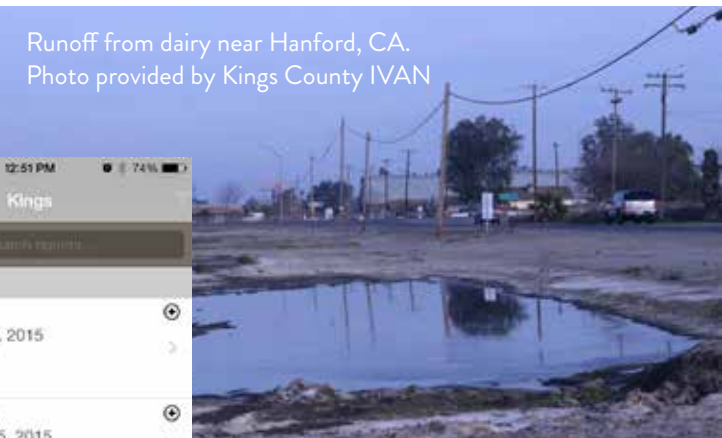 Runoff from dairy near Hanford, CA.
Photo provided by Kings County IVAN
12:51 PM 74%
Kings
, 2015
5, 2015